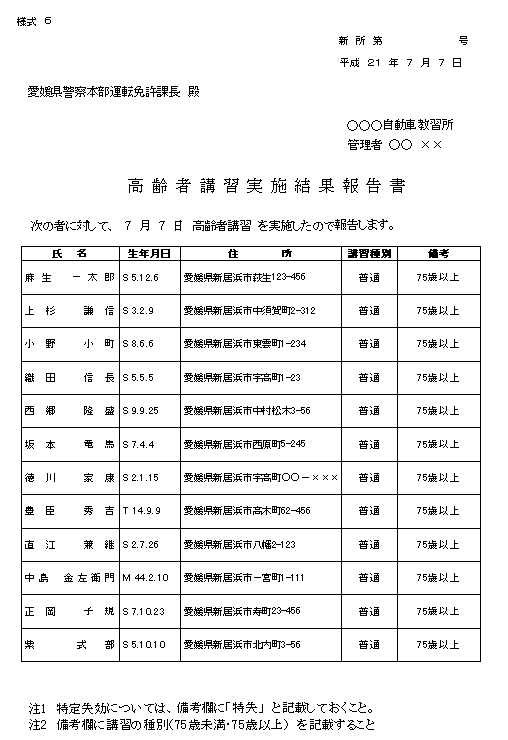 様式 6
新 所 第 号
平成 21 年 7 月 7 日
愛媛県警察本部運転免許課長 殿
〇〇〇自動車教習所
管理者 〇〇 ××
高齢者講習実施結果報告書
次の者に対して、 7 月 7 日 高齢者講習 を実施したので報告します。
氏 名 生年月日 住 所 講習種別 備考
麻生 一太郎 S 5.12.6 愛媛県新居浜市萩生123-456 普通 75歳以上
上杉 謙信 S 3.2.9 愛媛県新居浜市中須賀町2-312 普通 75歳以上
小野 小町 S 8.6.6 愛媛県新居浜市東雲町1-234 普通 75歳以上
織田 信長 S 5.5.5 愛媛県新居浜市宇高町1-23 普通 75歳以上
西郷 隆盛 S 9.9.25 愛媛県新居浜市中村松木3-56 普通 75歳以上
坂本 竜馬 S 7.4.4 愛媛県新居浜市西原町5-245 普通 75歳以上
徳川 家康 S 2.1.15 愛媛県新居浜市宇高町〇〇-××× 普通 75歳以上
豊臣 秀吉 T 14.9.9 愛媛県新居浜市高木町62-456 普通 75歳以上
直江 兼継 S 2.7.26 愛媛県新居浜市八幡2-123 普通 75歳以上
中島 金左衛門 M 44.2.10 愛媛県新居浜市一宮町1-111 普通 75歳以上
正岡 子規 S 7.10.23 愛媛県新居浜市寿町23-456 普通 75歳以上
紫 式部 S 5.10.10 愛媛県新居浜市北内町3-56 普通 75歳以上
注1 特定失効については、備考欄に「特失」と記載しておくこと。
注2 備考欄に講習の種別(75歳未満・75歳以上) を記載すること